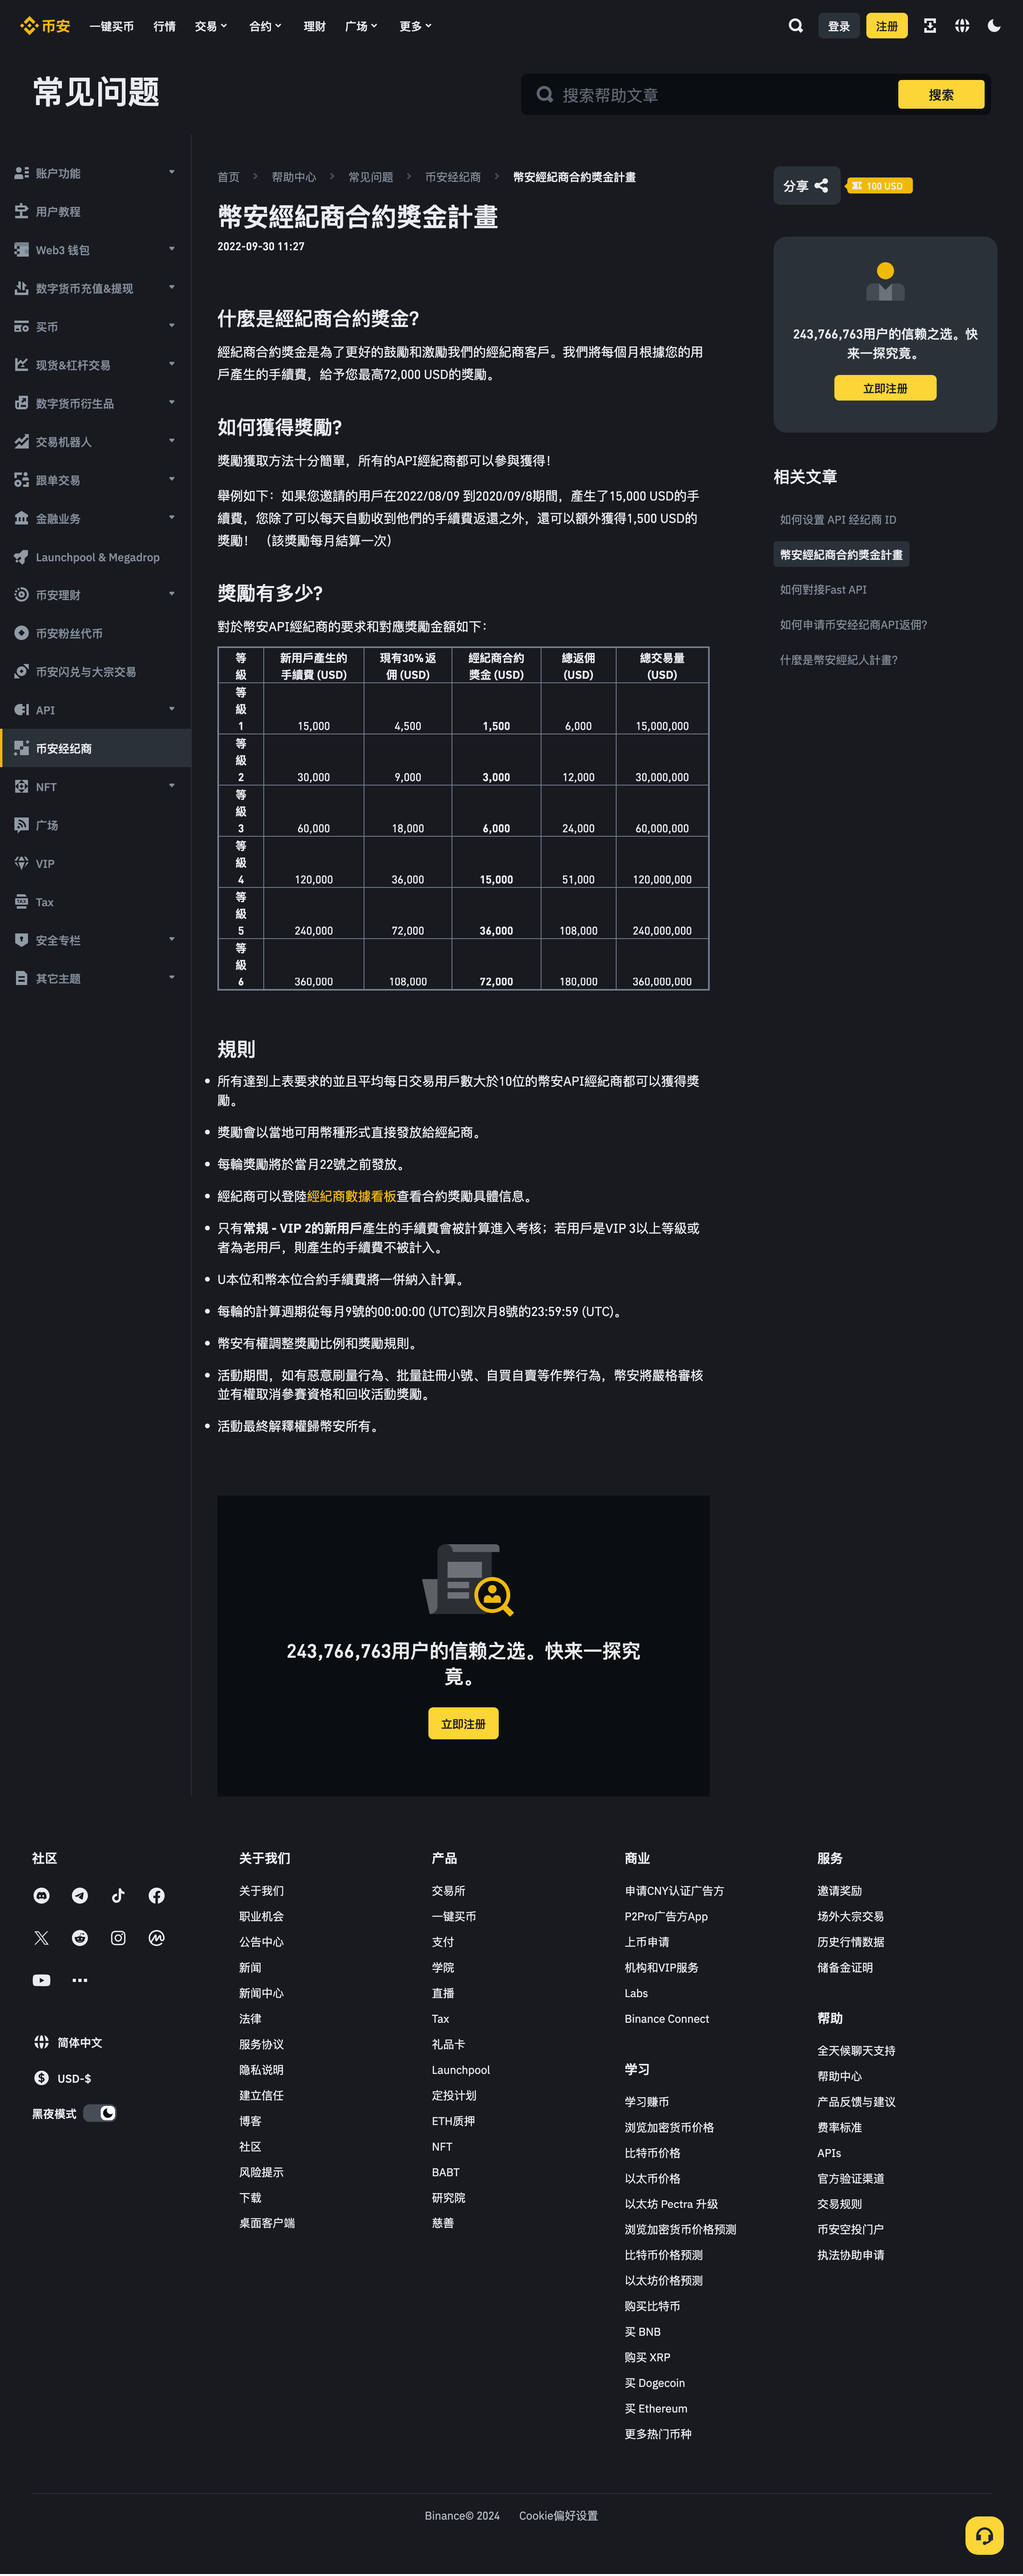 币安 一键买币 行情 交易 合约 理财 广场 更多 登录 注册
常见问题
搜索帮助文章 搜索
账户功能
用户教程
Web3 钱包
数字货币充值&提现
买币
现货&杠杆交易
数字货币衍生品
交易机器人
跟单交易
金融业务
Launchpool & Megadrop
币安理财
币安粉丝代币
币安闪兑与大宗交易
API
币安经纪商
NFT
广场
VIP
Tax
安全专栏
其它主题
首页 帮助中心 常见问题 币安经纪商 幣安經紀商合約獎金計畫
幣安經紀商合約獎金計畫
2022-09-30 11:27
什麼是經紀商合約獎金?
經紀商合約獎金是為了更好的鼓勵和激勵我們的經紀商客戶。我們將每個月根據您的用
戶產生的手續費，給予您最高72,000 USD的獎勵。
如何獲得獎勵?
獎勵獲取方法十分簡單，所有的API經紀商都可以參與獲得！
舉例如下：如果您邀請的用戶在2022/08/09 到2020/09/8期間，產生了15,000 USD的手
續費，您除了可以每天自動收到他們的手續費返還之外，還可以額外獲得1,500 USD的
獎勵！ （該獎勵每月結算一次）
獎勵有多少?
對於幣安API經紀商的要求和對應獎勵金額如下：
等 新用戶產生的 現有30% 返 經紀商合約 總返佣 總交易量
級 手續費 (USD) 佣 (USD) 獎金 (USD) (USD) (USD)
等
級
1 15,000 4,500 1,500 6,000 15,000,000
等
級
2 30,000 9,000 3,000 12,000 30,000,000
等
級
3 60,000 18,000 6,000 24,000 60,000,000
等
級
4 120,000 36,000 15,000 51,000 120,000,000
等
級
5 240,000 72,000 36,000 108,000 240,000,000
等
級
6 360,000 108,000 72,000 180,000 360,000,000
規則
所有達到上表要求的並且平均每日交易用戶數大於10位的幣安API經紀商都可以獲得獎
勵。
獎勵會以當地可用幣種形式直接發放給經紀商。
每輪獎勵將於當月22號之前發放。
經紀商可以登陸經紀商數據看板查看合約獎勵具體信息。
只有常規 - VIP 2的新用戶產生的手續費會被計算進入考核；若用戶是VIP 3以上等級或
者為老用戶，則產生的手續費不被計入。
U本位和幣本位合約手續費將一併納入計算。
每輪的計算週期從每月9號的00:00:00 (UTC)到次月8號的23:59:59 (UTC)。
幣安有權調整獎勵比例和獎勵規則。
活動期間，如有惡意刷量行為、批量註冊小號、自買自賣等作弊行為，幣安將嚴格審核
並有權取消參賽資格和回收活動獎勵。
活動最終解釋權歸幣安所有。
243,766,763用户的信赖之选。快来一探究
竟。
立即注册
分享 100 USD
243,766,763用户的信赖之选。快
来一探究竟。
立即注册
相关文章
如何设置 API 经纪商 ID
幣安經紀商合約獎金計畫
如何對接Fast API
如何申请币安经纪商API返佣?
什麼是幣安經紀人計畫?
社区
简体中文
USD-$
黑夜模式
关于我们
关于我们
职业机会
公告中心
新闻
新闻中心
法律
服务协议
隐私说明
建立信任
博客
社区
风险提示
下载
桌面客户端
产品
交易所
一键买币
支付
学院
直播
Tax
礼品卡
Launchpool
定投计划
ETH质押
NFT
BABT
研究院
慈善
商业
申请CNY认证广告方
P2Pro广告方App
上币申请
机构和VIP服务
Labs
Binance Connect
学习
学习赚币
浏览加密货币价格
比特币价格
以太币价格
以太坊 Pectra 升级
浏览加密货币价格预测
比特币价格预测
以太坊价格预测
购买比特币
买 BNB
购买 XRP
买 Dogecoin
买 Ethereum
更多热门币种
服务
邀请奖励
场外大宗交易
历史行情数据
储备金证明
帮助
全天候聊天支持
帮助中心
产品反馈与建议
费率标准
APIs
官方验证渠道
交易规则
币安空投门户
执法协助申请
Binance© 2024 Cookie偏好设置